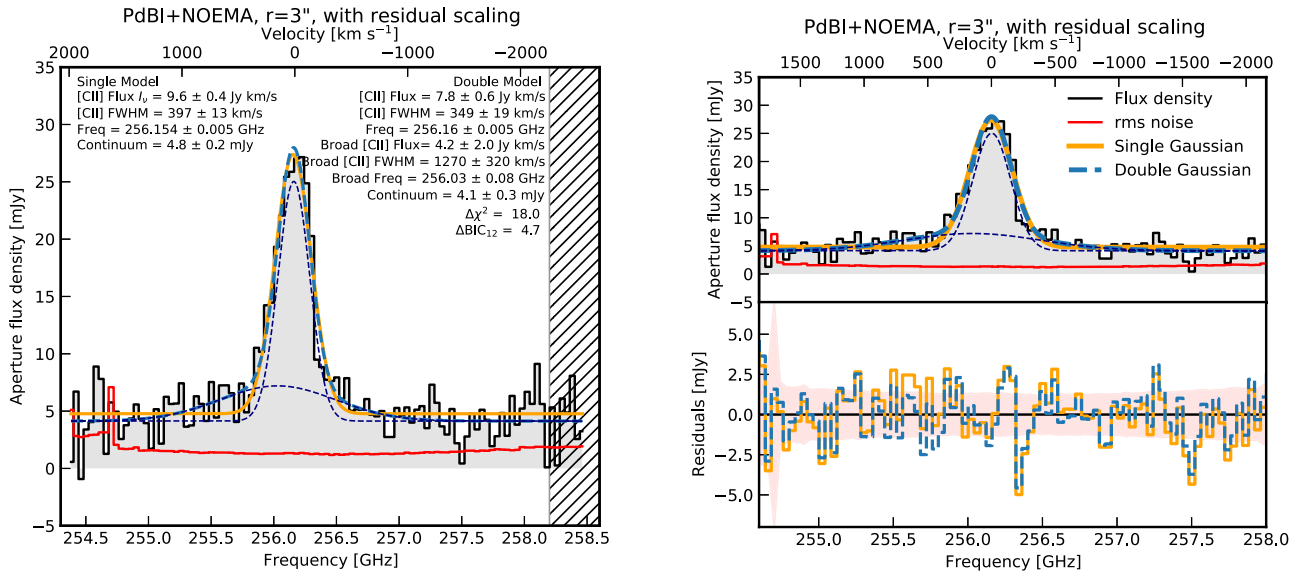 PdBI+NOEMA, r=3", with residual scaling
Velocity [km s⁻¹]
2000 1000 0 −1000 −2000
35
30
25
20
15
10
5
0
−5
Aperture flux density [mJy]
Single Model
[CII] Flux Iν = 9.6 ± 0.4 Jy km/s
[CII] FWHM = 397 ± 13 km/s
Freq = 256.154 ± 0.005 GHz
Continuum = 4.8 ± 0.2 mJy
Double Model
[CII] Flux = 7.8 ± 0.6 Jy km/s
[CII] FWHM = 349 ± 19 km/s
Freq = 256.16 ± 0.005 GHz
Broad [CII] Flux= 4.2 ± 2.0 Jy km/s
Broad [CII] FWHM = 1270 ± 320 km/s
Broad Freq = 256.03 ± 0.08 GHz
Continuum = 4.1 ± 0.3 mJy
Δχ² = 18.0
ΔBIC₁₂ = 4.7
254.5 255.0 255.5 256.0 256.5 257.0 257.5 258.0 258.5
Frequency [GHz]
PdBI+NOEMA, r=3", with residual scaling
Velocity [km s⁻¹]
1500 1000 500 0 −500 −1000 −1500 −2000
35
30
25
20
15
10
5
0
−5
Aperture flux density [mJy]
Flux density
rms noise
Single Gaussian
Double Gaussian
5.0
2.5
0.0
−2.5
−5.0
Residuals [mJy]
255.0 255.5 256.0 256.5 257.0 257.5 258.0
Frequency [GHz]